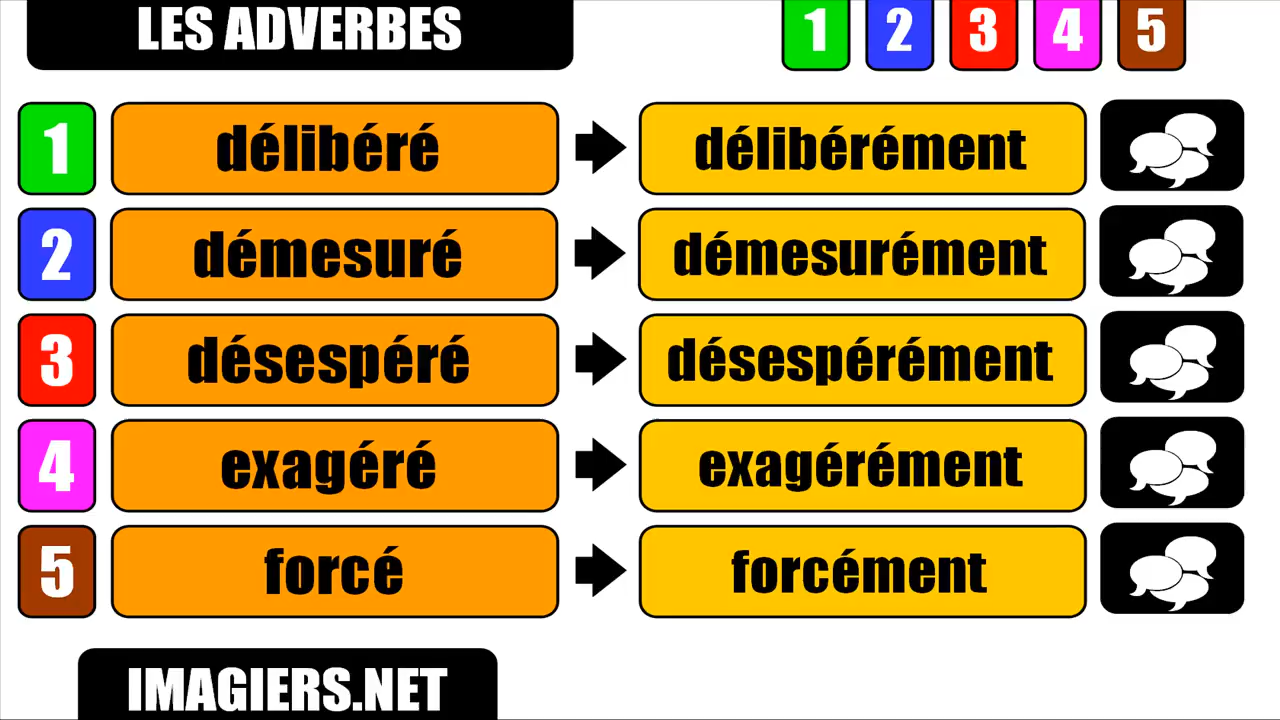 LES ADVERBES
1 2 3 4 5
1 délibéré délibérément
2 démesuré démesurément
3 désespéré désespérément
4 exagéré exagérément
5 forcé forcément
IMAGIERS.NET